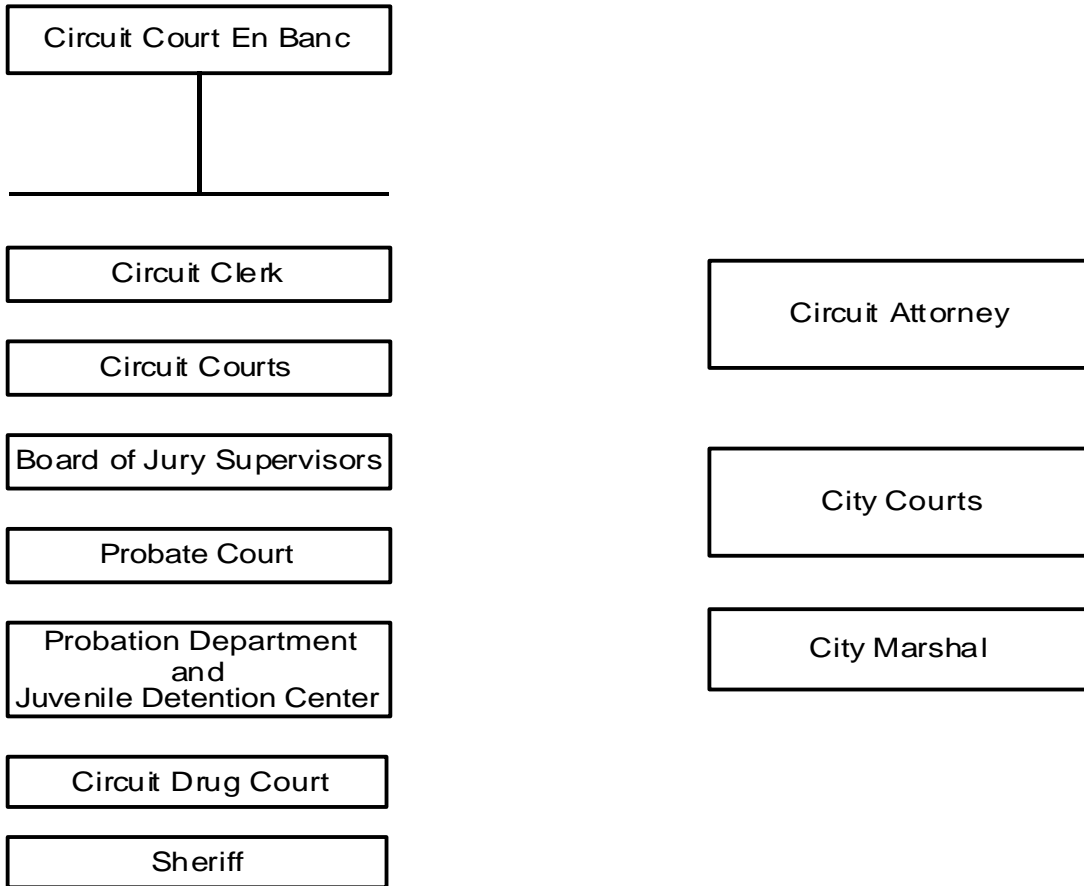 Circuit Court En Banc
Circuit Clerk
Circuit Courts
Board of Jury Supervisors
Probate Court
Probation Department
and
Juvenile Detention Center
Circuit Drug Court
Sheriff
Circuit Attorney
City Courts
City Marshal